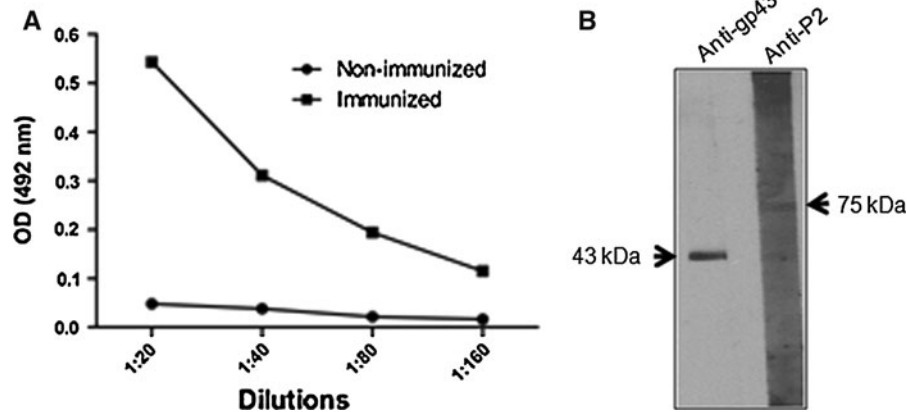 A
0.6
0.5
0.4
0.3
0.2
0.1
0.0
OD (492 nm)
Non-immunized
Immunized
1:20
1:40
1:80
1:160
Dilutions
B
Anti-gp43
Anti-P2
43 kDa
75 kDa